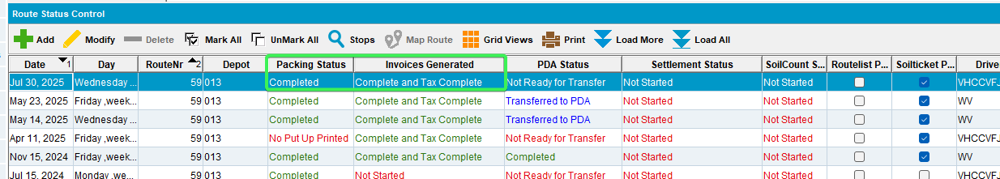 Route Status Control
Add Modify Delete Mark All UnMark All Stops Map Route Grid Views Print Load More Load All
Date 1 Day RouteNr 2 Depot Packing Status Invoices Generated PDA Status Settlement Status SoilCount S... Routelist P... Soilticket P... Drive
Jul 30, 2025 Wednesday ... 59 013 Completed Complete and Tax Complete Not Ready for Transfer Not Started Not Started VHCCVFJ
May 23, 2025 Friday ,week... 59 013 Completed Complete and Tax Complete Transferred to PDA Not Started Not Started WV
May 14, 2025 Wednesday ... 59 013 Completed Complete and Tax Complete Transferred to PDA Not Started Not Started WV
Apr 11, 2025 Friday ,week... 59 013 No Put Up Printed Complete and Tax Complete Not Ready for Transfer Not Started Not Started VHCCVFJ
Nov 15, 2024 Friday ,week... 59 013 Completed Complete and Tax Complete Completed Not Started Not Started WV
Jul 15, 2024 Monday ,we... 59 013 Completed Not Started Not Ready for Transfer Not Started Not Started VHCCVFJ